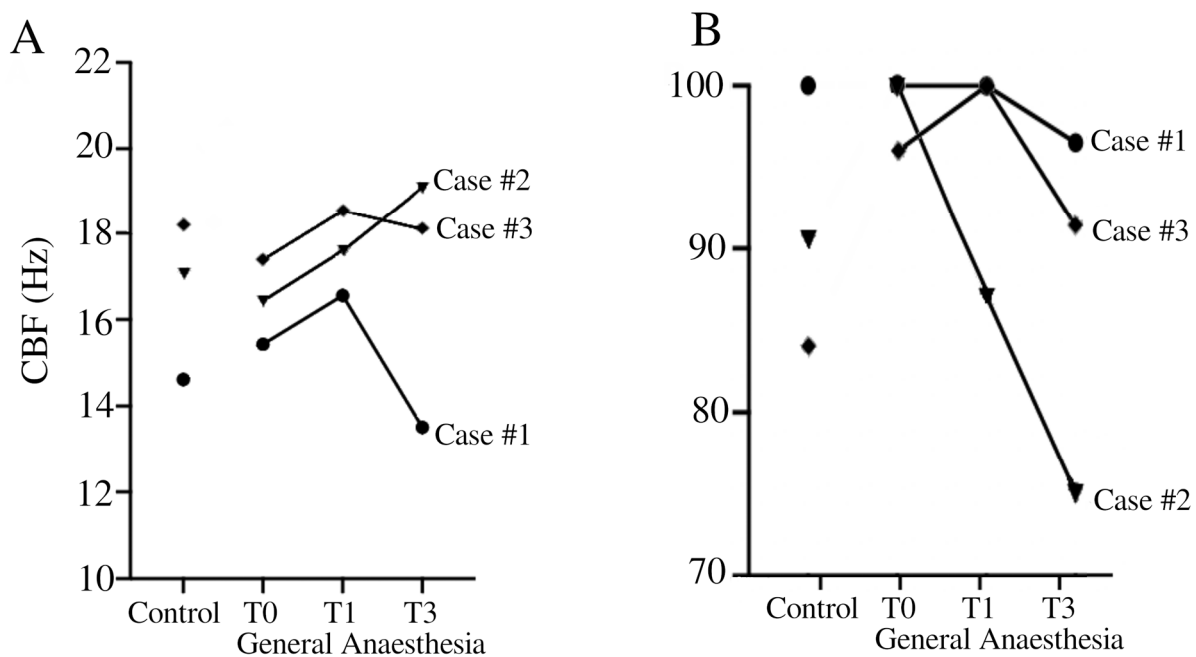 A
22
20
18
16
14
12
10
CBF (Hz)
Case #2
Case #3
Case #1
Control T0 T1 T3
General Anaesthesia
B
100
90
80
70
Case #1
Case #3
Case #2
Control T0 T1 T3
General Anaesthesia